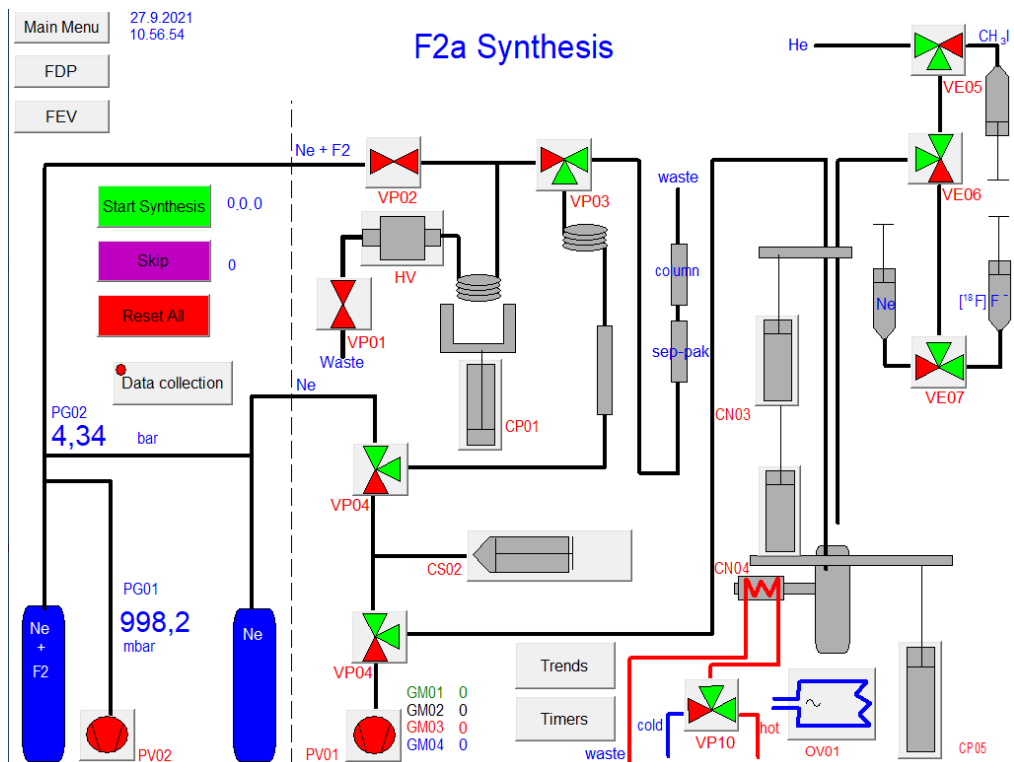 Main Menu
27.9.2021
10.56.54
F2a Synthesis
FDP
FEV
He
CH3I
VE05
Ne + F2
VP02
VP03
waste
VE06
Start Synthesis
0.0.0
Skip
0
Reset All
HV
VP01
Waste
column
sep-pak
Ne
[18F] F -
VE07
Data collection
Ne
CP01
CN03
PG02
4,34 bar
VP04
CS02
CN04
PG01
998,2
mbar
Ne
+
F2
Ne
VP04
GM01 0
GM02 0
GM03 0
GM04 0
Trends
Timers
PV02
PV01
waste
cold
hot
VP10
~
OV01
CP05